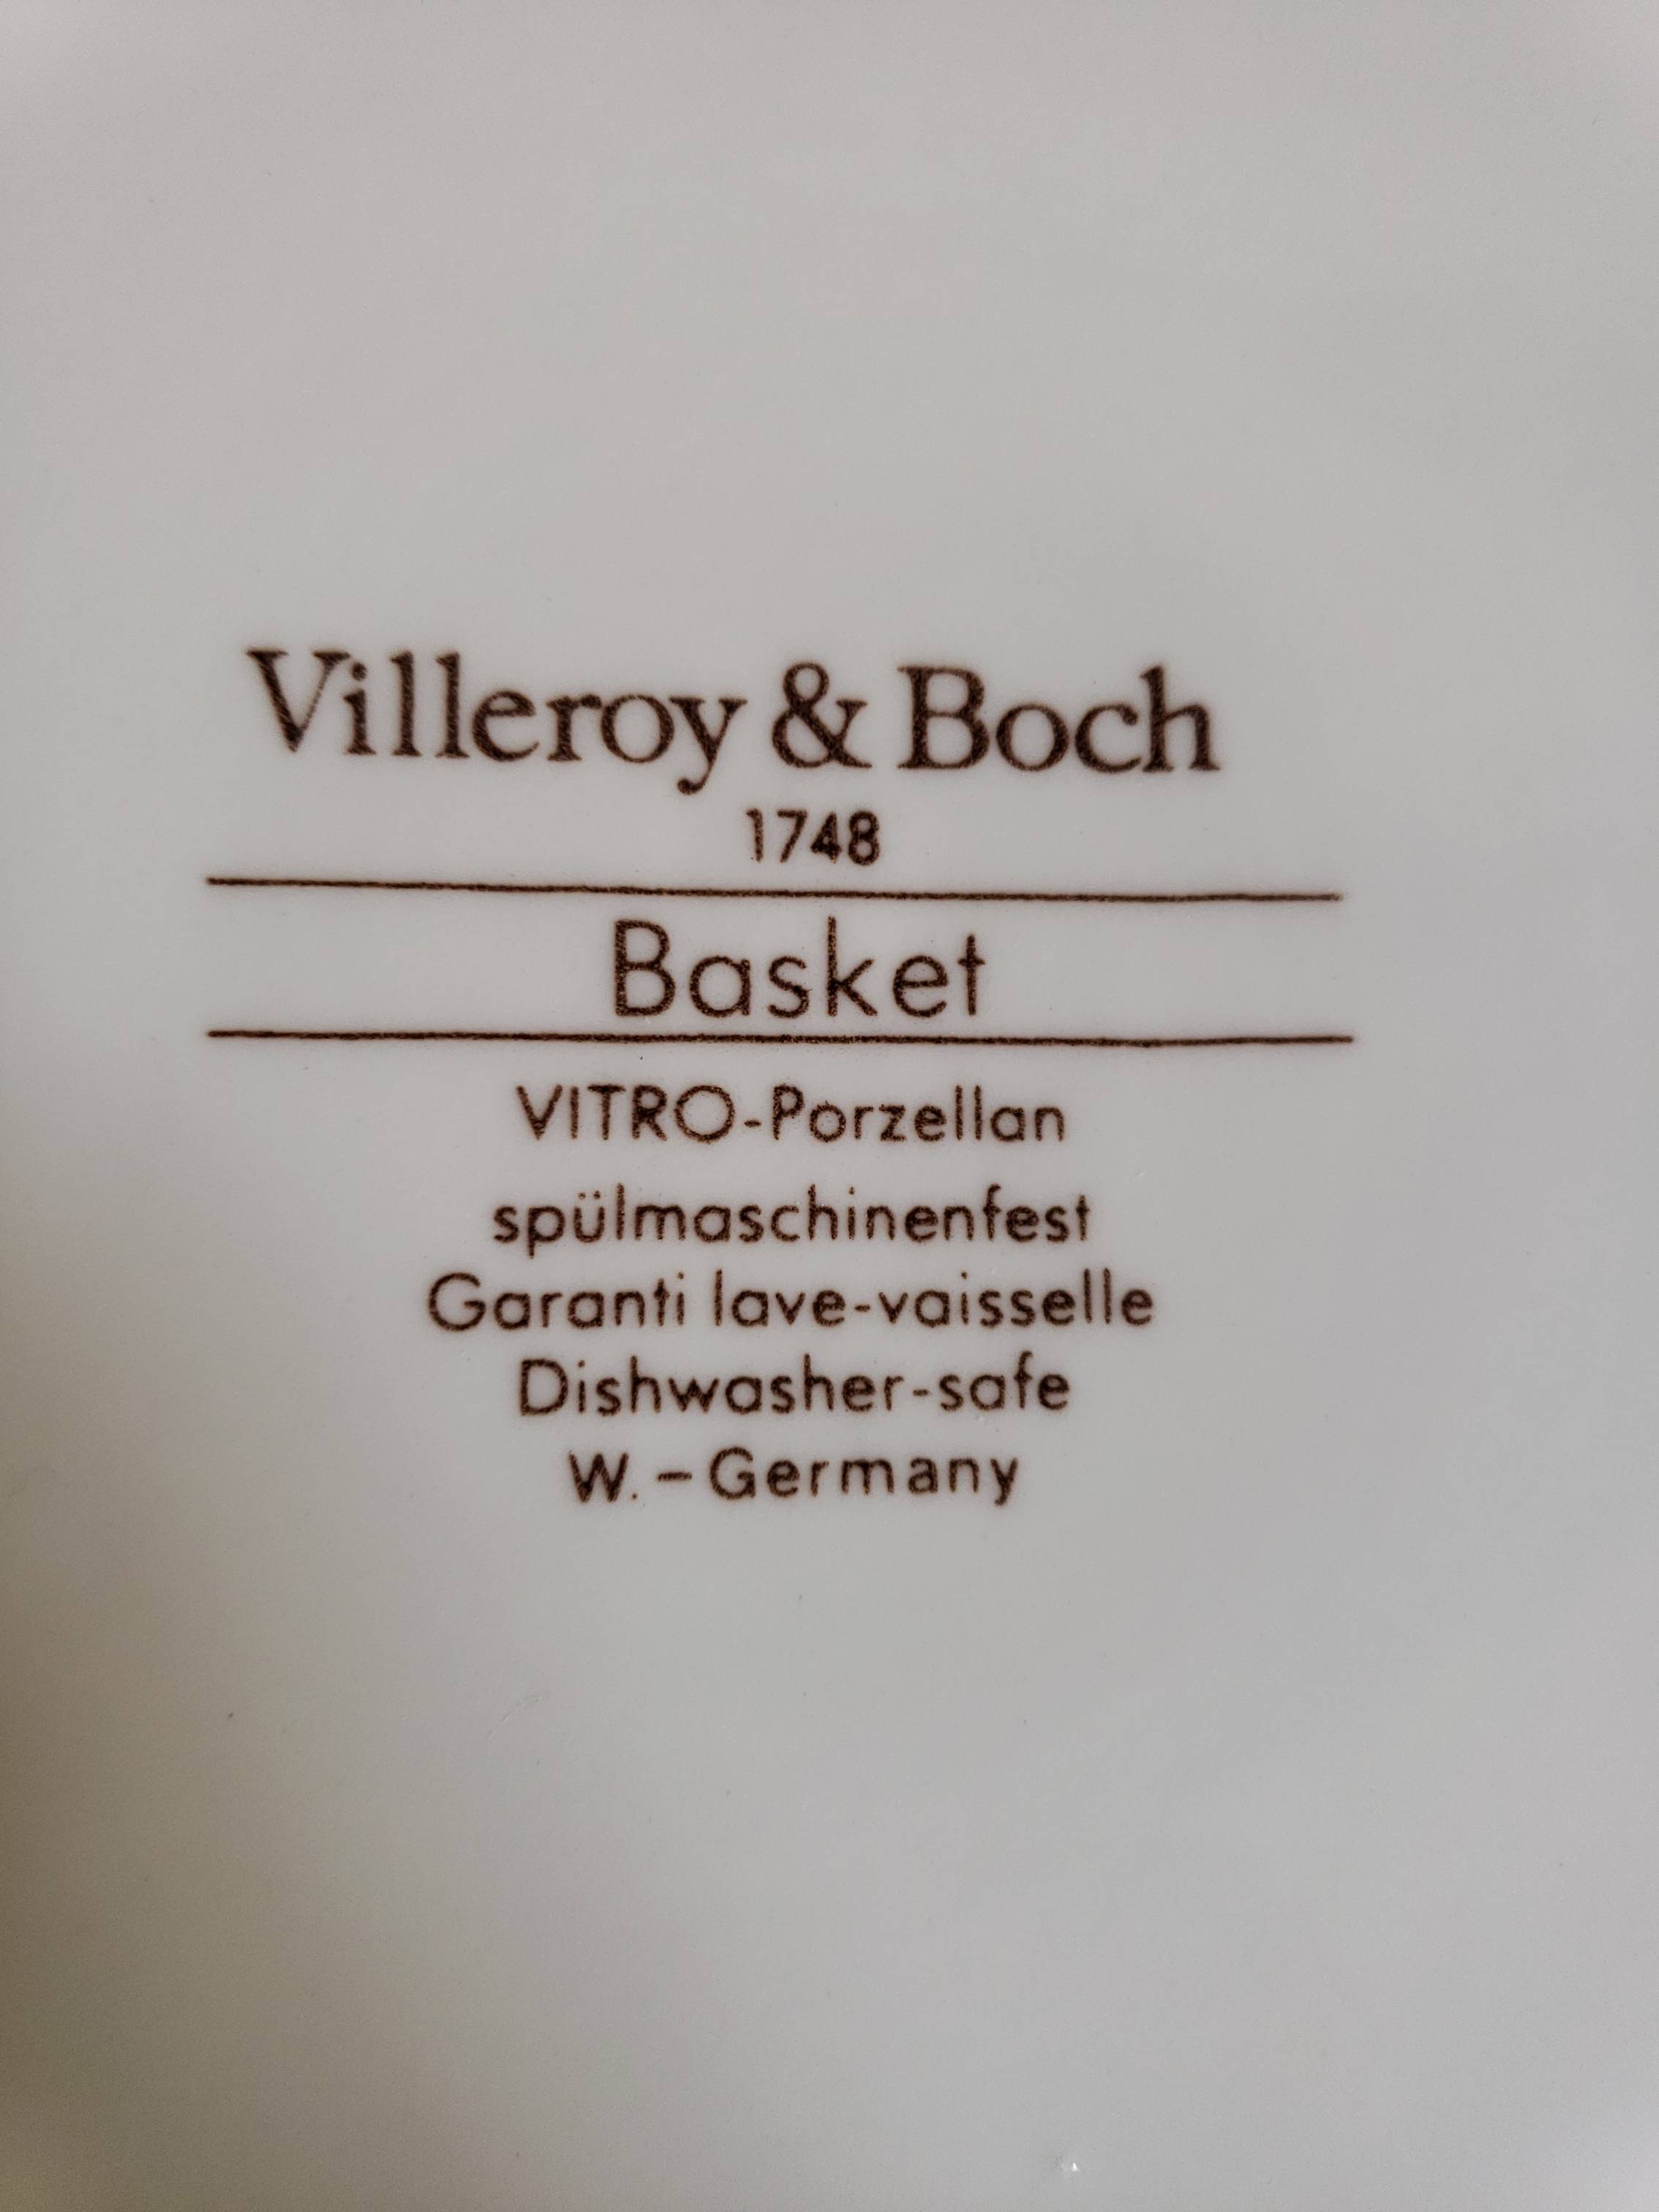 Villeroy & Boch
1748
Basket
VITRO-Porzellan
spülmaschinenfest
Garanti lave-vaisselle
Dishwasher-safe
W.-Germany